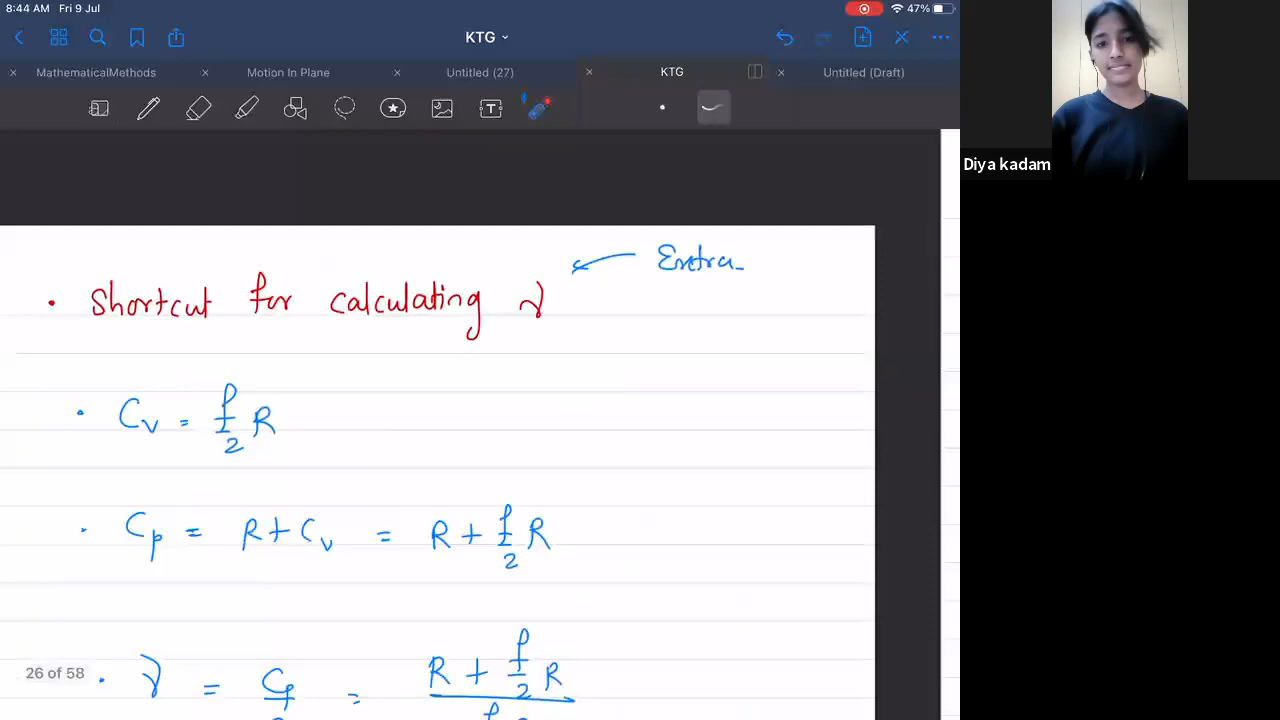 8:44 AM Fri 9 Jul
47%
KTG
MathematicalMethods
Motion In Plane
Untitled (27)
KTG
Untitled (Draft)
T
Diya kadam
Extra
• Shortcut for calculating γ
• Cv = f/2 R
• Cp = R + Cv = R + f/2 R
• γ = Cp = R + f/2 R
26 of 58